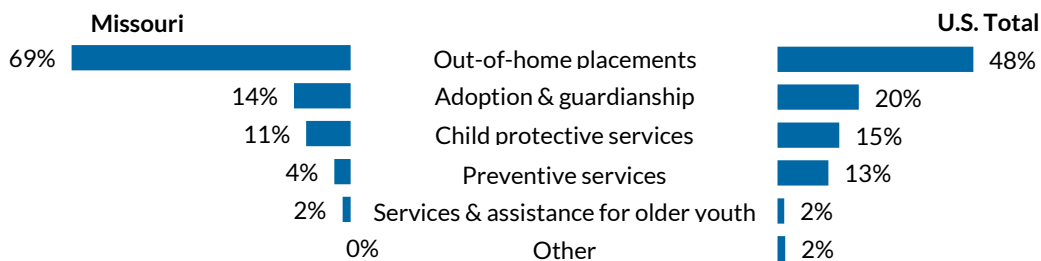 Missouri U.S. Total
69% Out-of-home placements 48%
14% Adoption & guardianship 20%
11% Child protective services 15%
4% Preventive services 13%
2% Services & assistance for older youth 2%
0% Other 2%